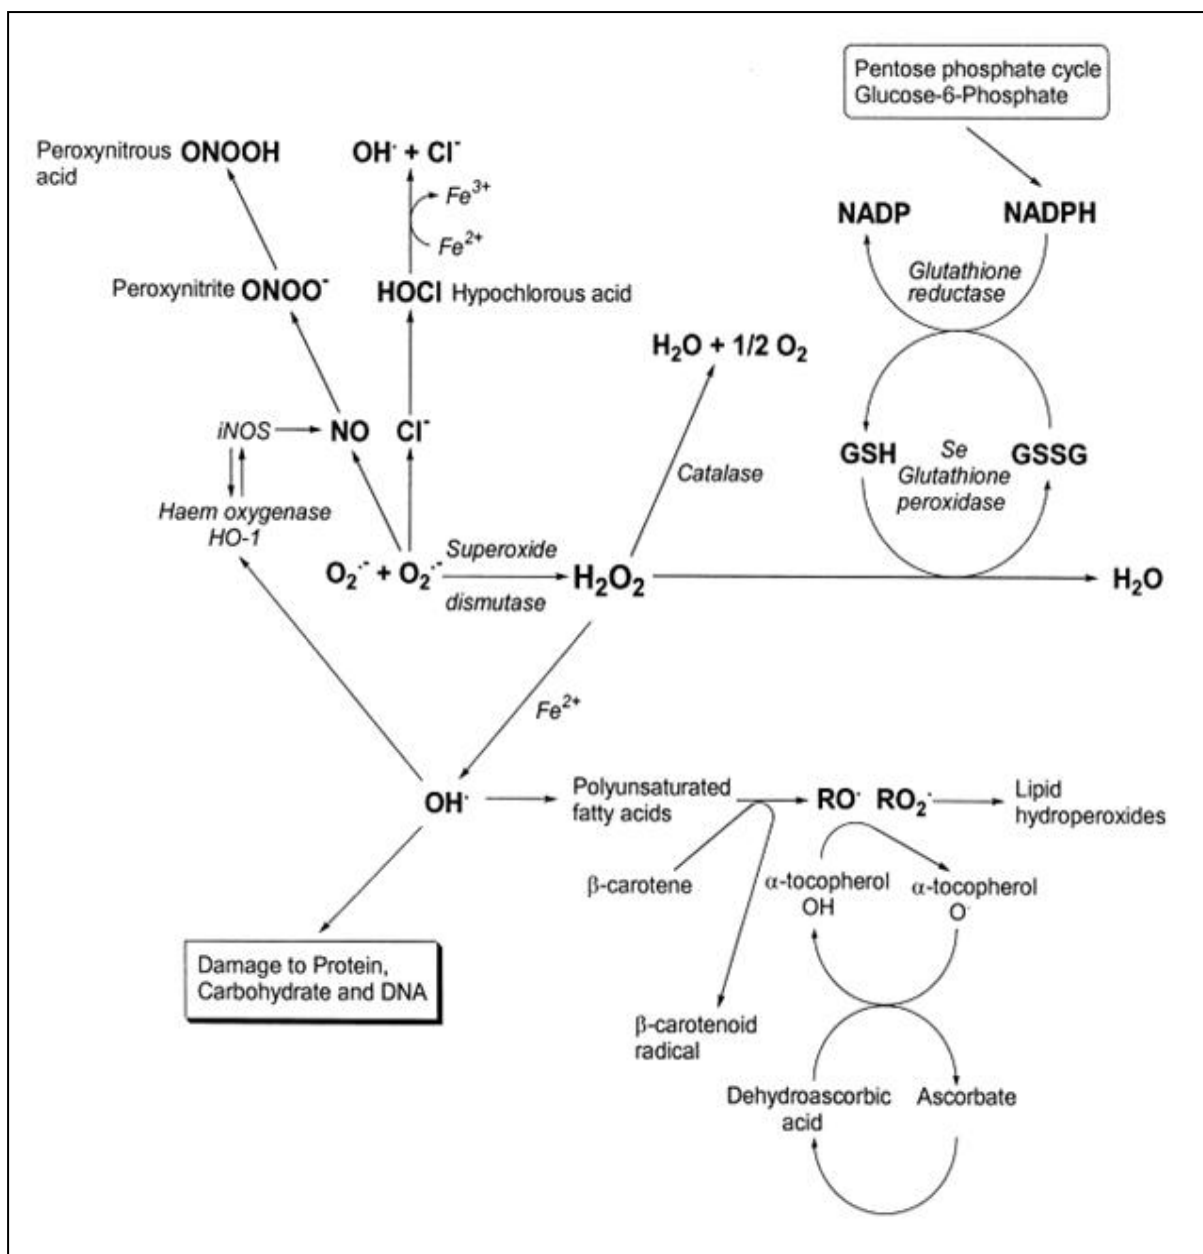 Pentose phosphate cycle
Glucose-6-Phosphate
Peroxynitrous ONOOH
acid
OH· + Cl⁻
Fe³⁺
Fe²⁺
NADP NADPH
Glutathione
reductase
Peroxynitrite ONOO⁻
HOCl Hypochlorous acid
H₂O + 1/2 O₂
iNOS NO Cl⁻
GSH Se GSSG
Glutathione
peroxidase
Catalase
Haem oxygenase
HO-1
O₂·⁻ + O₂·⁻
Superoxide
dismutase
H₂O₂
H₂O
Fe²⁺
OH·
Polyunsaturated
fatty acids
RO· RO₂·
Lipid
hydroperoxides
β-carotene
α-tocopherol
OH
α-tocopherol
O·
Damage to Protein,
Carbohydrate and DNA
β-carotenoid
radical
Dehydroascorbic
acid
Ascorbate